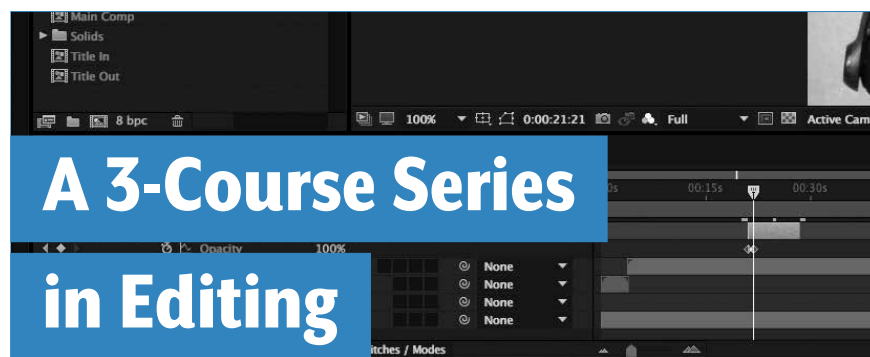 Main Comp
Solids
Title In
Title Out
8 bpc
100% 0:00:21:21 Full Active Cam
A 3-Course Series
00:15s 00:30s
Opacity 100%
None
None
None
None
in Editing
itches / Modes